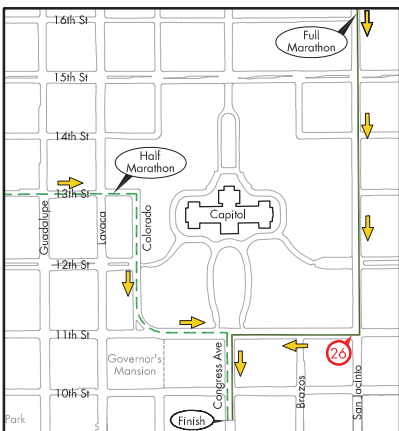 16th St
Full
Marathon
15th St
14th St
Half
Marathon
13th St
Guadalupe
Lavaca
Colorado
Capitol
12th St
11th St
Governor's
Mansion
Congress Ave
26
10th St
Brazos
San Jacinto
Park
S
Finish